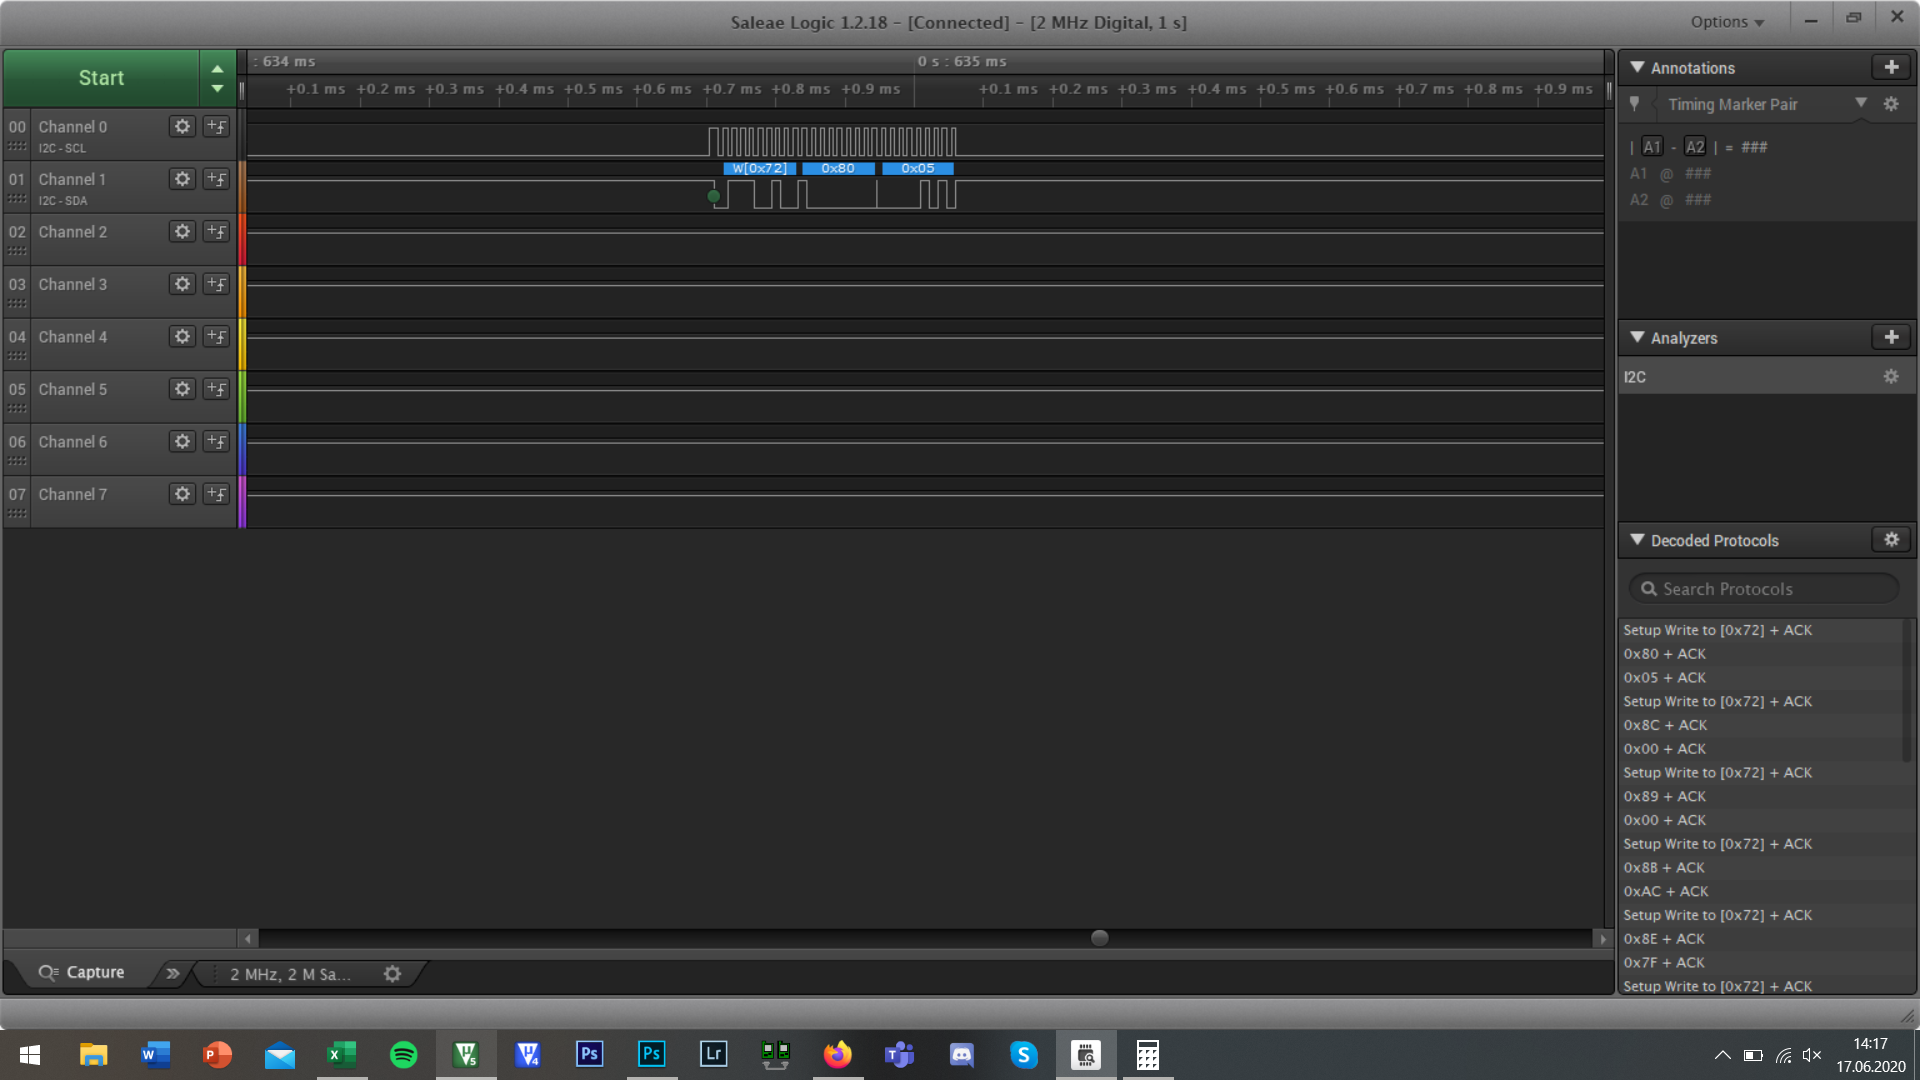 Saleae Logic 1.2.18 - [Connected] - [2 MHz Digital, 1 s]
Options
Start
: 634 ms
0 s : 635 ms
+0.1 ms +0.2 ms +0.3 ms +0.4 ms +0.5 ms +0.6 ms +0.7 ms +0.8 ms +0.9 ms
+0.1 ms +0.2 ms +0.3 ms +0.4 ms +0.5 ms +0.6 ms +0.7 ms +0.8 ms +0.9 ms
00 Channel 0
I2C - SCL
W[0x72] 0x80 0x05
01 Channel 1
I2C - SDA
02 Channel 2
03 Channel 3
04 Channel 4
05 Channel 5
06 Channel 6
07 Channel 7
Annotations
Timing Marker Pair
| A1 - A2 | = ###
A1 @ ###
A2 @ ###
Analyzers
I2C
Decoded Protocols
Search Protocols
Setup Write to [0x72] + ACK
0x80 + ACK
0x05 + ACK
Setup Write to [0x72] + ACK
0x8C + ACK
0x00 + ACK
Setup Write to [0x72] + ACK
0x89 + ACK
0x00 + ACK
Setup Write to [0x72] + ACK
0x8B + ACK
0xAC + ACK
Setup Write to [0x72] + ACK
0x8E + ACK
0x7F + ACK
Setup Write to [0x72] + ACK
Capture
2 MHz, 2 M Sa...
W P X V5 V4 Ps Ps Lr S
14:17
17.06.2020